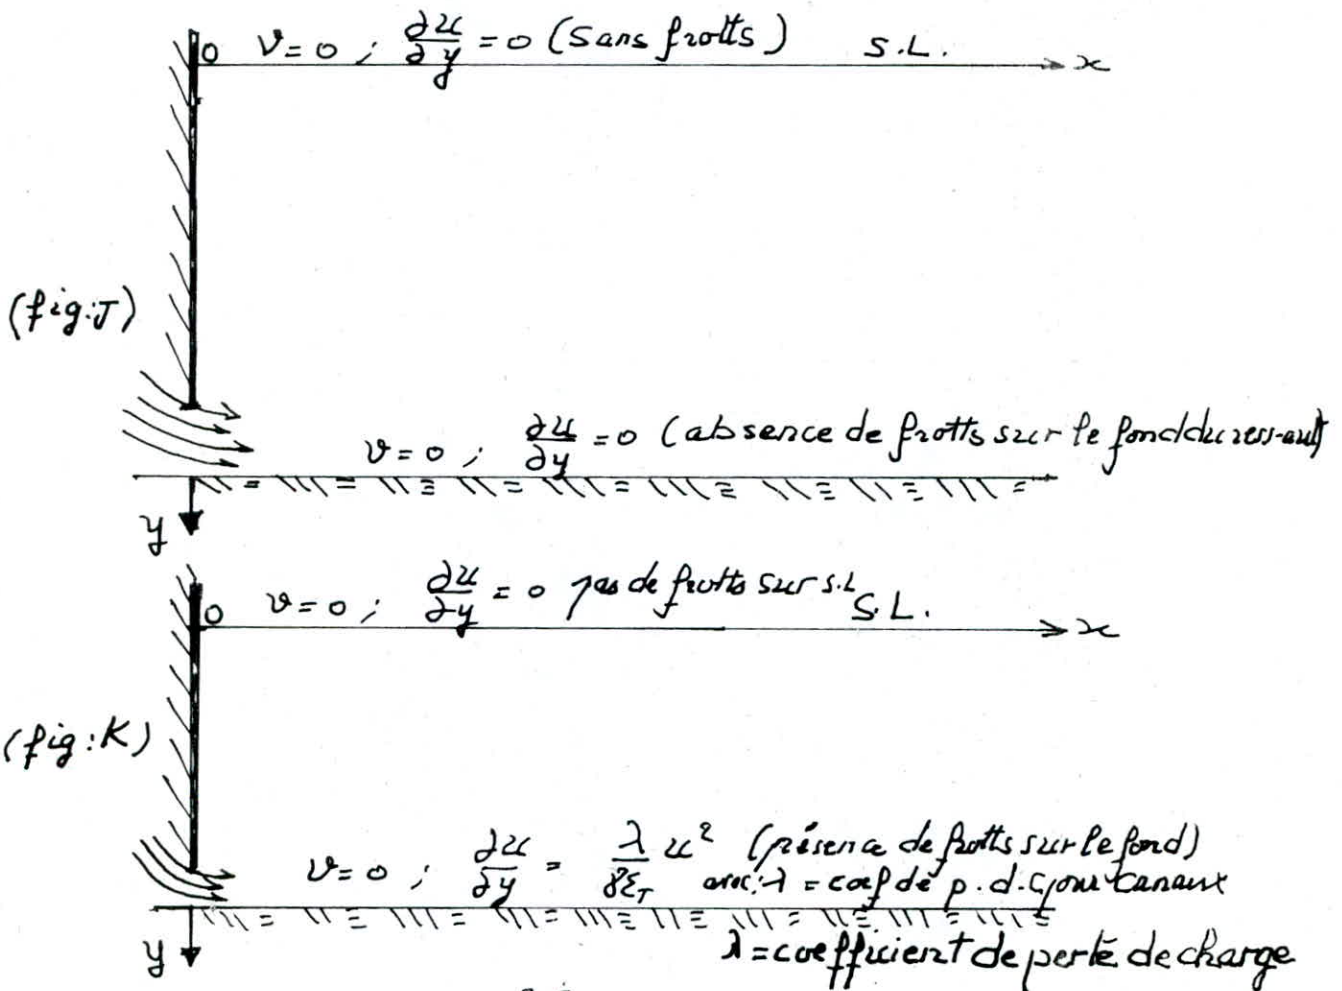 0 V=0 ; ∂u/∂y = 0 (Sans frotts) S.L. x
(fig:J)
v=0 ; ∂u/∂y = 0 (absence de frotts sur le fond du ress-aut)
y
0 v=0 ; ∂u/∂y = 0 pas de frotts sur s.L S.L. x
(fig:K)
v=0 ; ∂u/∂y = λ/8ε_T u² (présence de frotts sur le fond)
avec: λ = coef de p.d.c pour canaux
y
λ = coefficient de perte de charge